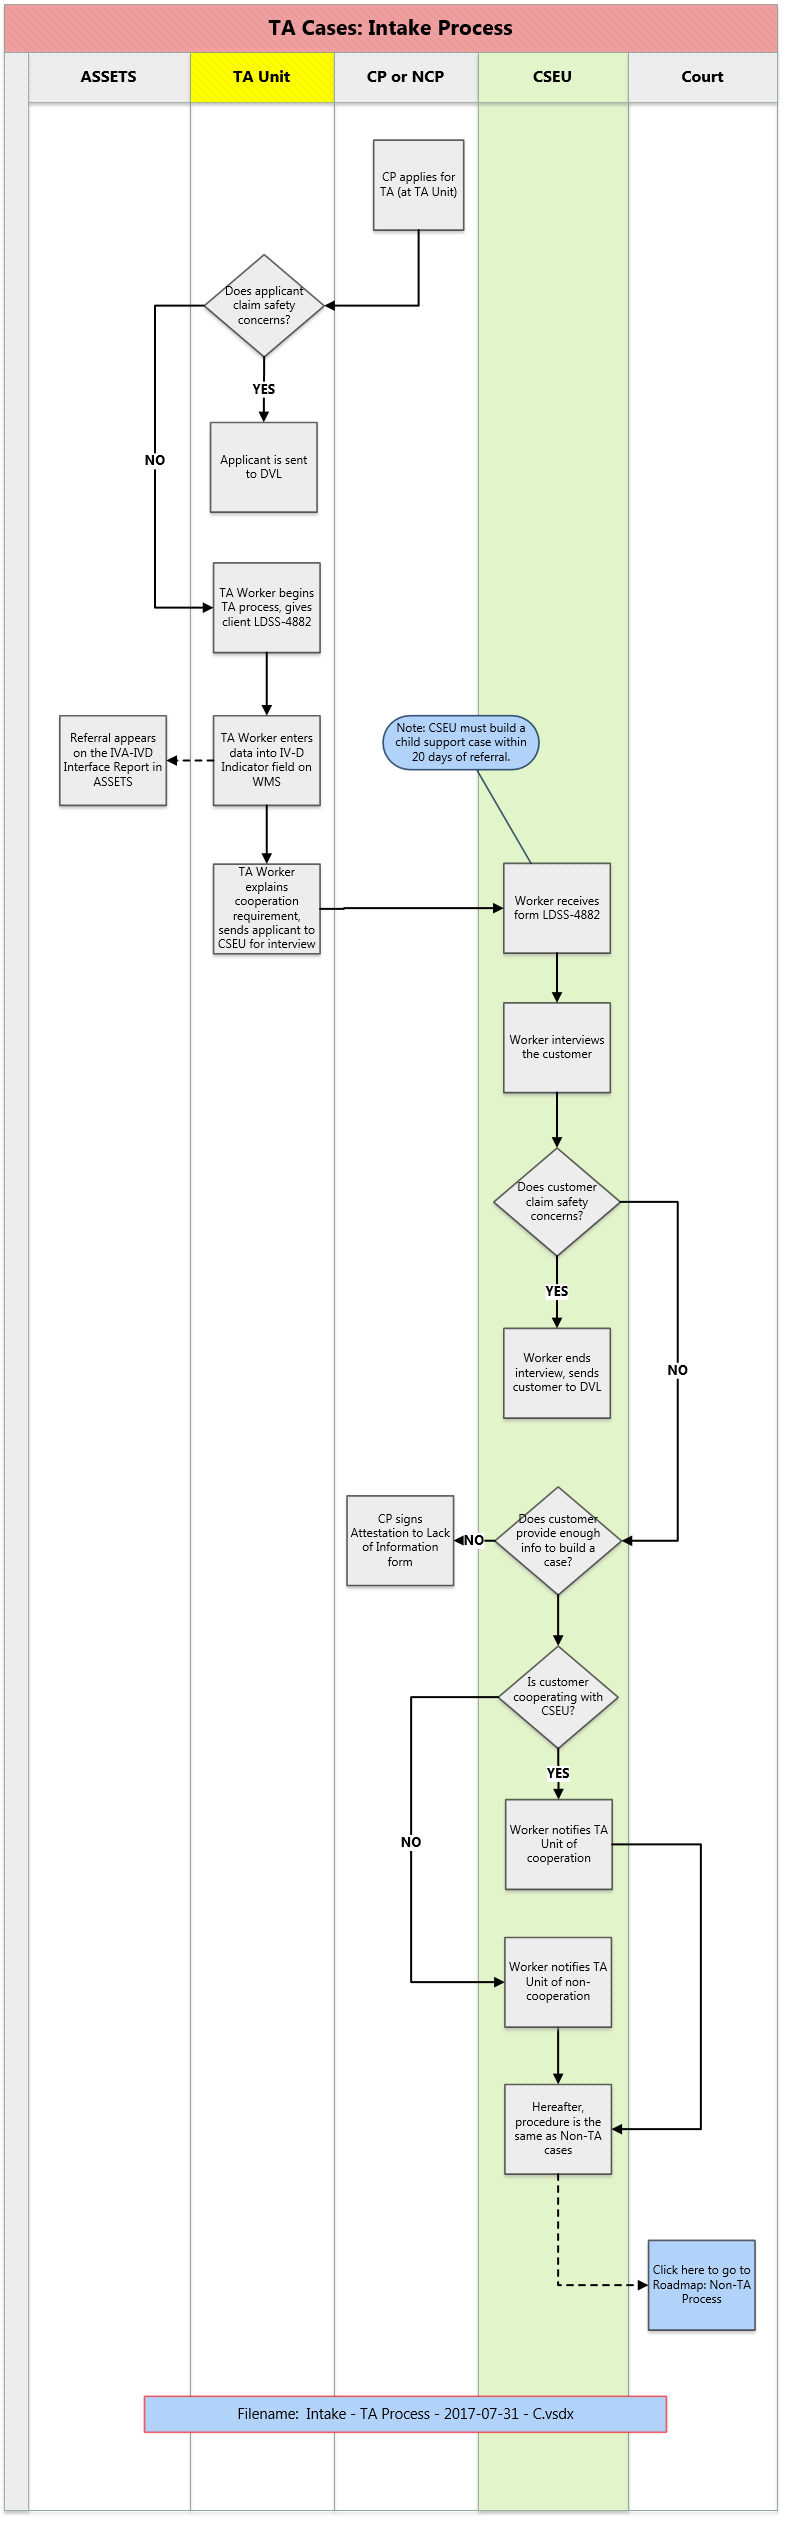 TA Cases: Intake Process
ASSETS
TA Unit
CP or NCP
CSEU
Court
CP applies for
TA (at TA Unit)
Does applicant
claim safety
concerns?
YES
NO
Applicant is sent
to DVL
TA Worker begins
TA process, gives
client LDSS-4882
Referral appears
on the IVA-IVD
Interface Report in
ASSETS
TA Worker enters
data into IV-D
Indicator field on
WMS
Note: CSEU must build a
child support case within
20 days of referral.
TA Worker
explains
cooperation
requirement,
sends applicant to
CSEU for interview
Worker receives
form LDSS-4882
Worker interviews
the customer
Does customer
claim safety
concerns?
YES
NO
Worker ends
interview, sends
customer to DVL
CP signs
Attestation to Lack
of Information
form
NO
Does customer
provide enough
info to build a
case?
Is customer
cooperating with
CSEU?
YES
NO
Worker notifies TA
Unit of
cooperation
Worker notifies TA
Unit of non-
cooperation
Hereafter,
procedure is the
same as Non-TA
cases
Click here to go to
Roadmap: Non-TA
Process
Filename:  Intake - TA Process - 2017-07-31 - C.vsdx